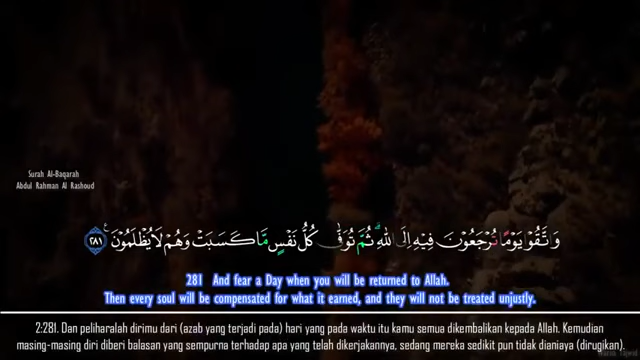 Surah Al-Baqarah
Abdul Rahman Al Rashoud
وَاتَّقُوا۟ يَوْمًا تُرْجَعُونَ فِيهِ إِلَى اللَّهِ ۖ ثُمَّ تُوَفَّىٰ كُلُّ نَفْسٍ مَّا كَسَبَتْ وَهُمْ لَا يُظْلَمُونَ ٢٨١
281 And fear a Day when you will be returned to Allah.
Then every soul will be compensated for what it earned, and they will not be treated unjustly.
2:281. Dan peliharalah dirimu dari (azab yang terjadi pada) hari yang pada waktu itu kamu semua dikembalikan kepada Allah. Kemudian
masing-masing diri diberi balasan yang sempurna terhadap apa yang telah dikerjakannya, sedang mereka sedikit pun tidak dianiaya (dirugikan).